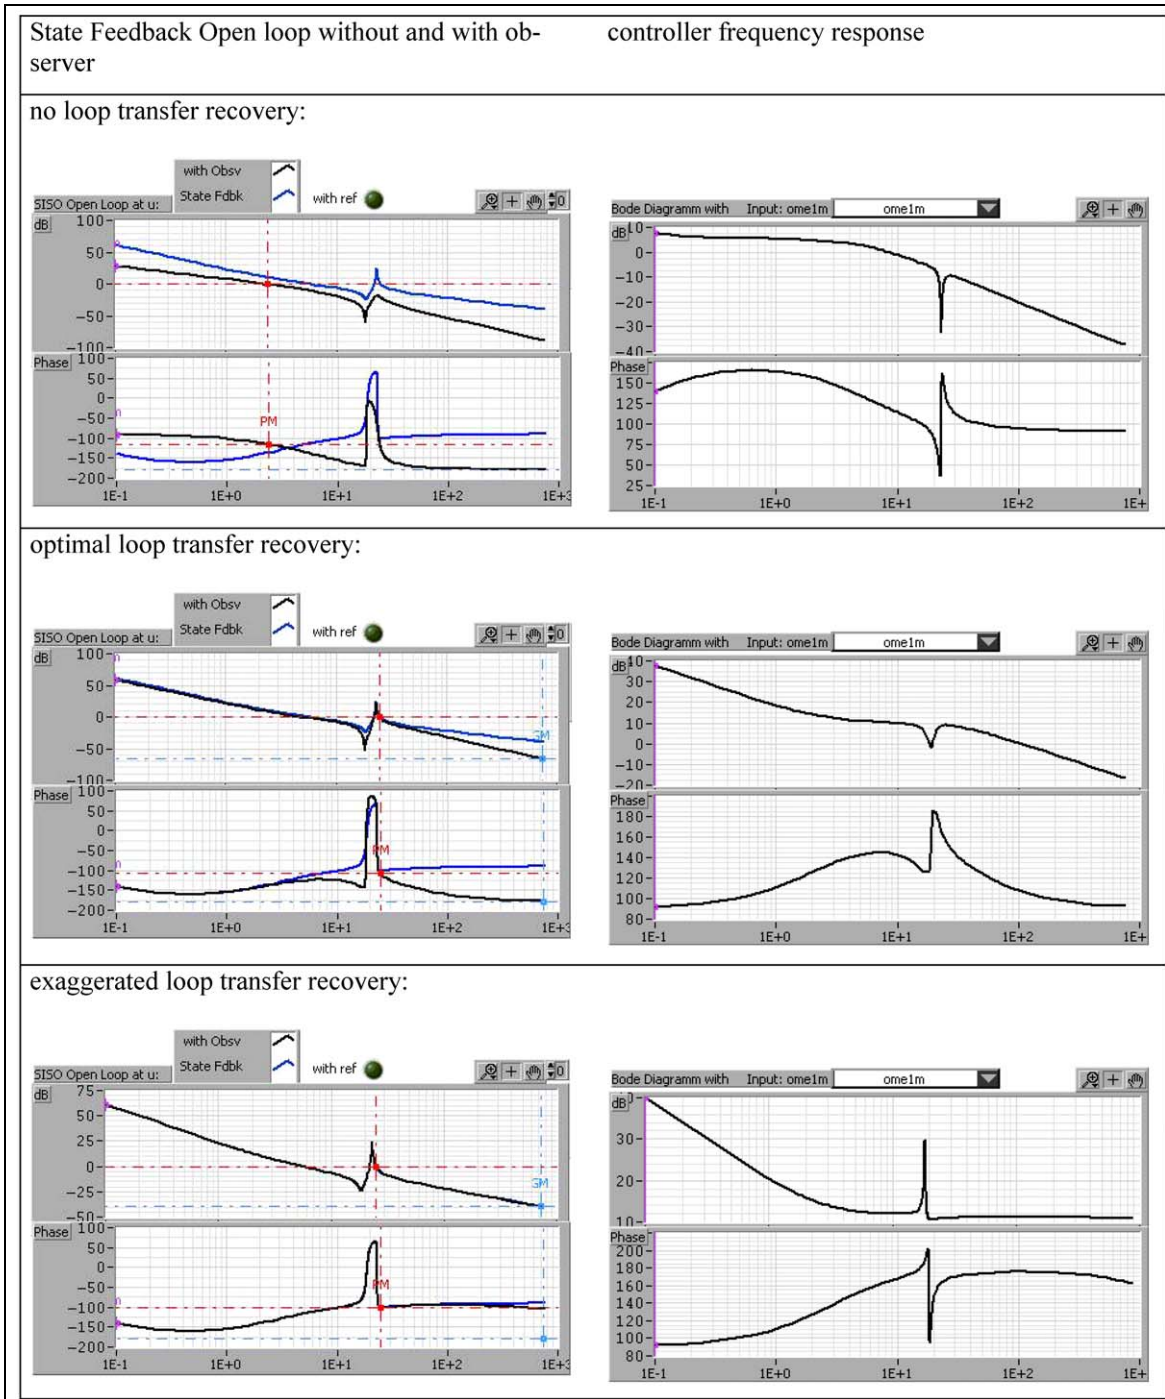 State Feedback Open loop without and with ob-
server
controller frequency response
no loop transfer recovery:
with Obsv
State Fdbk
with ref
SISO Open Loop at u:
0
dB
100
50
0
-50
-100
Phase
100
50
0
-50
-100
-150
-200
PM
1E-1 1E+0 1E+1 1E+2 1E+3
Bode Diagramm with Input: ome1m ome1m
dB
10
0
-10
-20
-30
-40
Phase
150
125
100
75
50
25
1E-1 1E+0 1E+1 1E+2 1E+
optimal loop transfer recovery:
with Obsv
State Fdbk
with ref
SISO Open Loop at u:
0
dB
100
50
0
-50
-100
GM
Phase
100
50
0
-50
-100
-150
-200
PM
1E-1 1E+0 1E+1 1E+2 1E+3
Bode Diagramm with Input: ome1m ome1m
dB
40
30
20
10
0
-10
-20
Phase
180
160
140
120
100
80
1E-1 1E+0 1E+1 1E+2 1E+
exaggerated loop transfer recovery:
with Obsv
State Fdbk
with ref
SISO Open Loop at u:
0
dB
75
50
25
0
-25
-50
GM
Phase
100
50
0
-50
-100
-150
-200
PM
1E-1 1E+0 1E+1 1E+2 1E+3
Bode Diagramm with Input: ome1m ome1m
dB
30
20
10
Phase
200
180
160
140
120
100
80
1E-1 1E+0 1E+1 1E+2 1E+